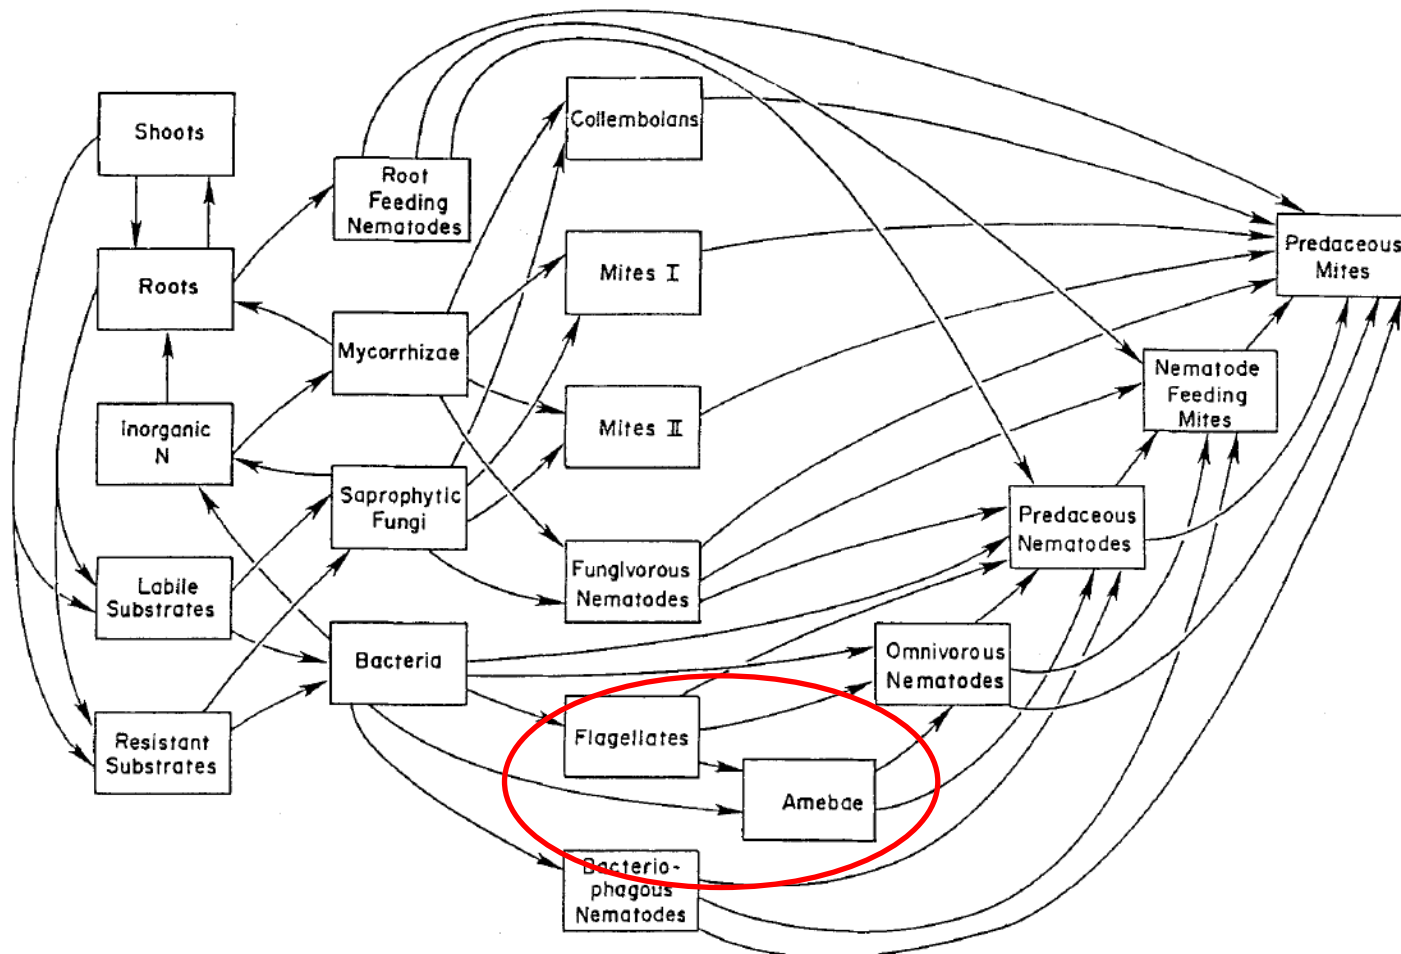 Shoots
Roots
Inorganic
N
Labile
Substrates
Resistant
Substrates
Root
Feeding
Nematodes
Mycorrhizae
Saprophytic
Fungi
Bacteria
Collembolans
Mites I
Mites II
Fungivorous
Nematodes
Flagellates
Amebae
Bacterio-
phagous
Nematodes
Omnivorous
Nematodes
Predaceous
Nematodes
Nematode
Feeding
Mites
Predaceous
Mites